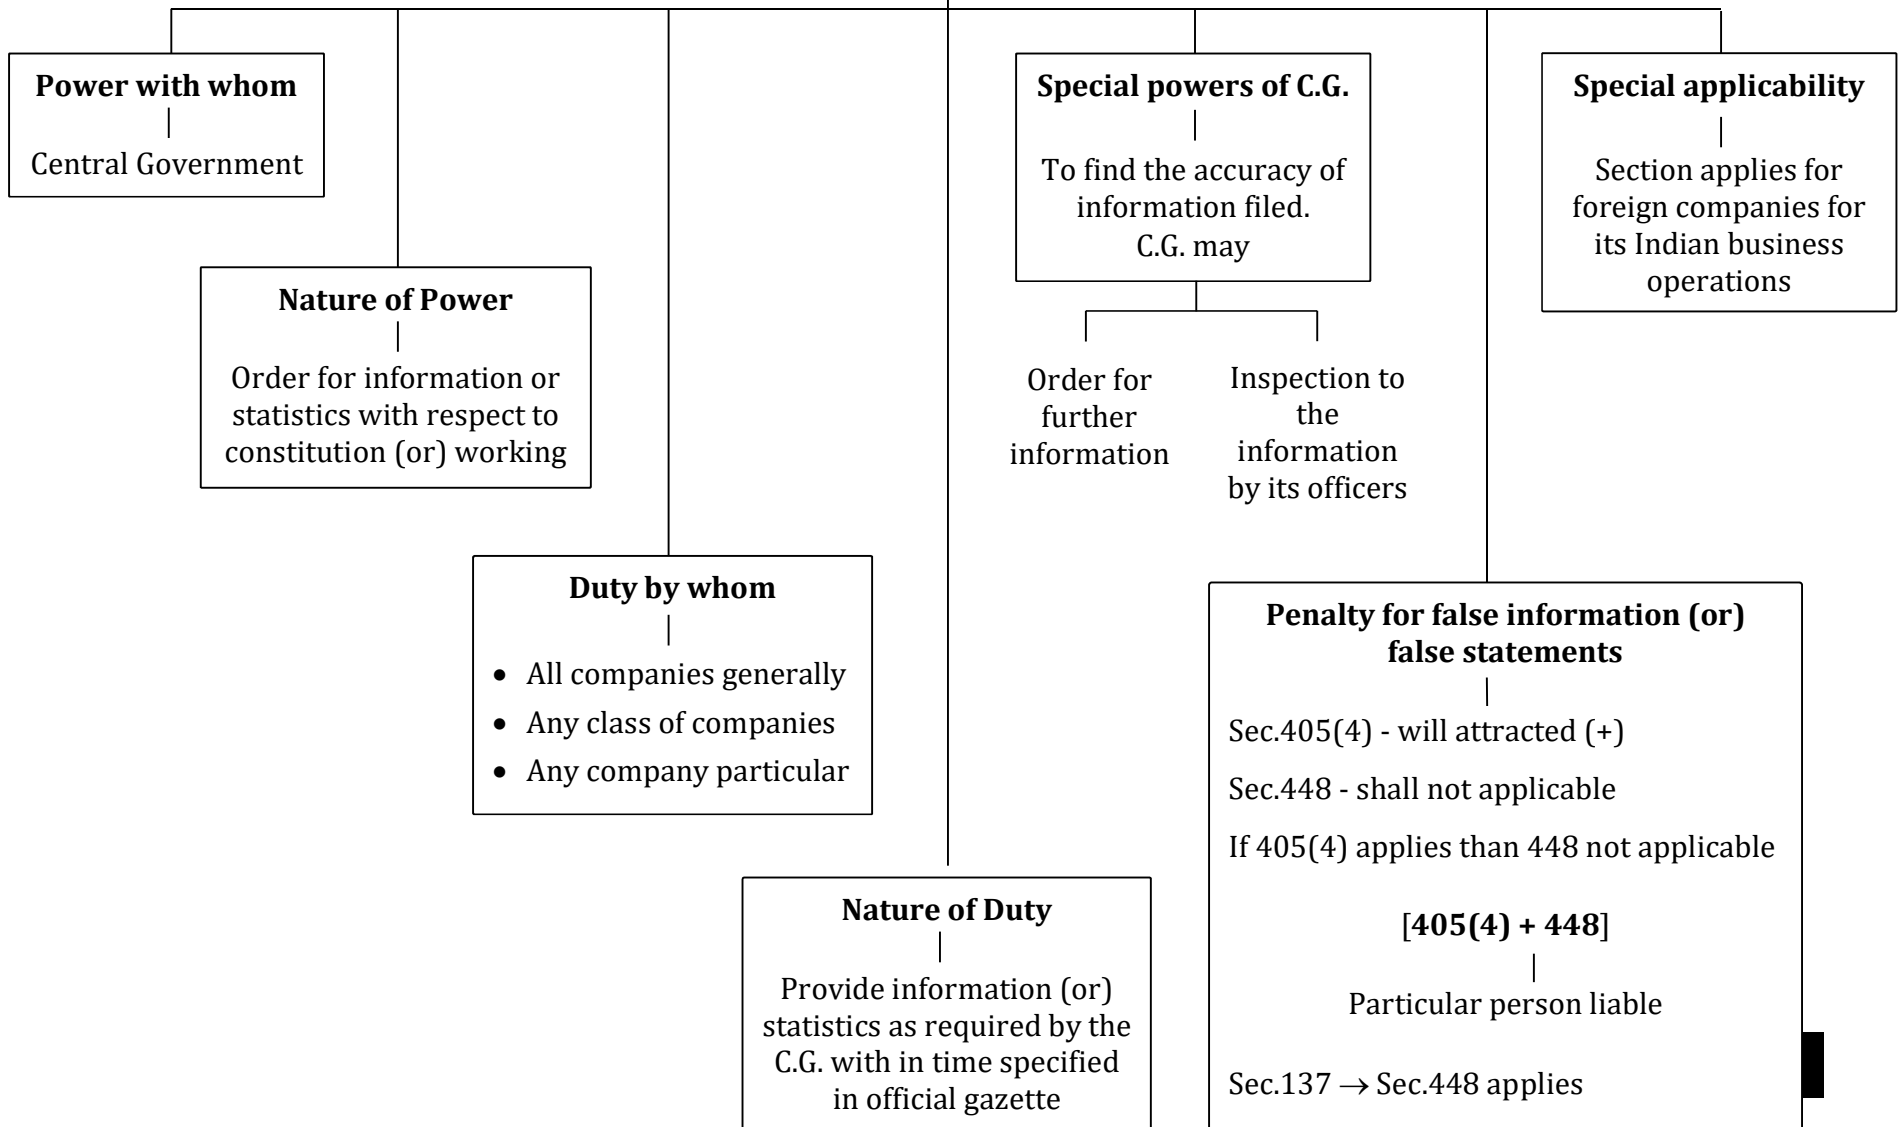 Power with whom
Central Government
Nature of Power
Order for information or
statistics with respect to
constitution (or) working
Duty by whom
• All companies generally
• Any class of companies
• Any company particular
Nature of Duty
Provide information (or)
statistics as required by the
C.G. with in time specified
in official gazette
Special powers of C.G.
To find the accuracy of
information filed.
C.G. may
Order for
further
information
Inspection to
the
information
by its officers
Penalty for false information (or)
false statements
Sec.405(4) - will attracted (+)
Sec.448 - shall not applicable
If 405(4) applies than 448 not applicable
[405(4) + 448]
Particular person liable
Sec.137 → Sec.448 applies
Special applicability
Section applies for
foreign companies for
its Indian business
operations